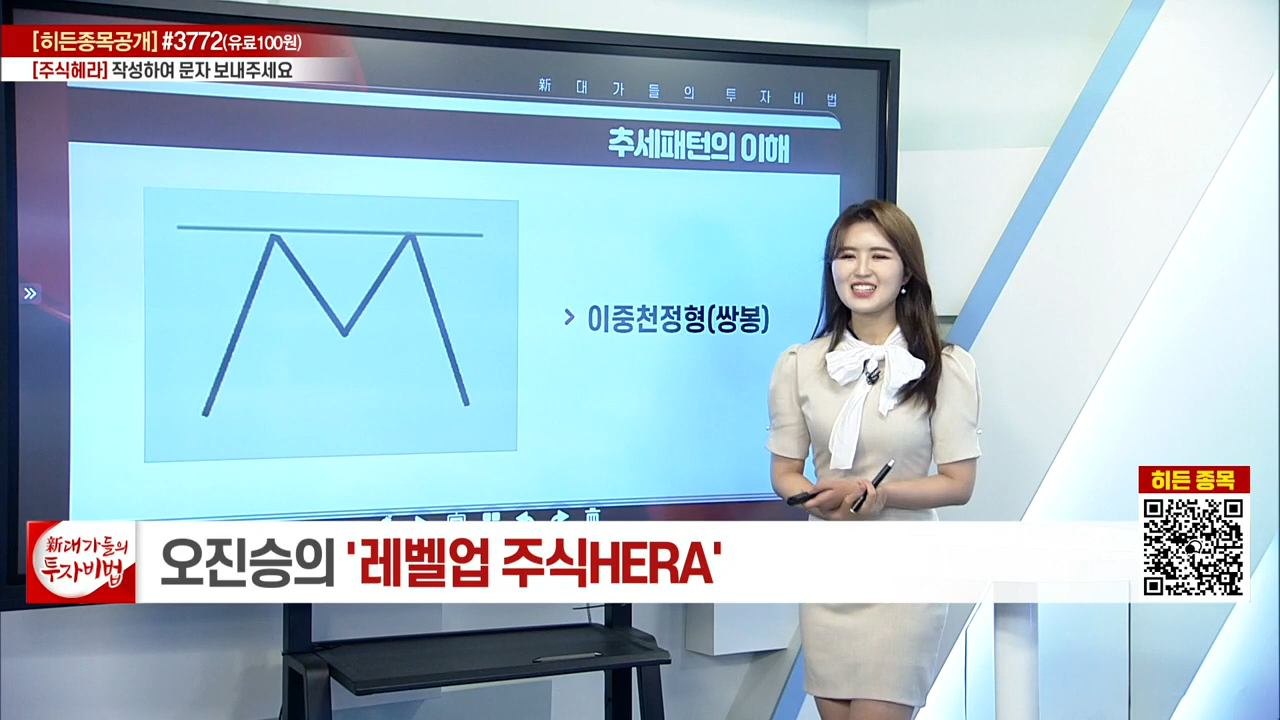 [히든종목공개] #3772(유료100원)
[주식헤라] 작성하여 문자 보내주세요
新 대 가 들 의 투 자 비 법
추세패턴의 이해
> 이중천정형(쌍봉)
히든 종목
新대가들의
투자비법
오진승의 '레벨업 주식HERA'